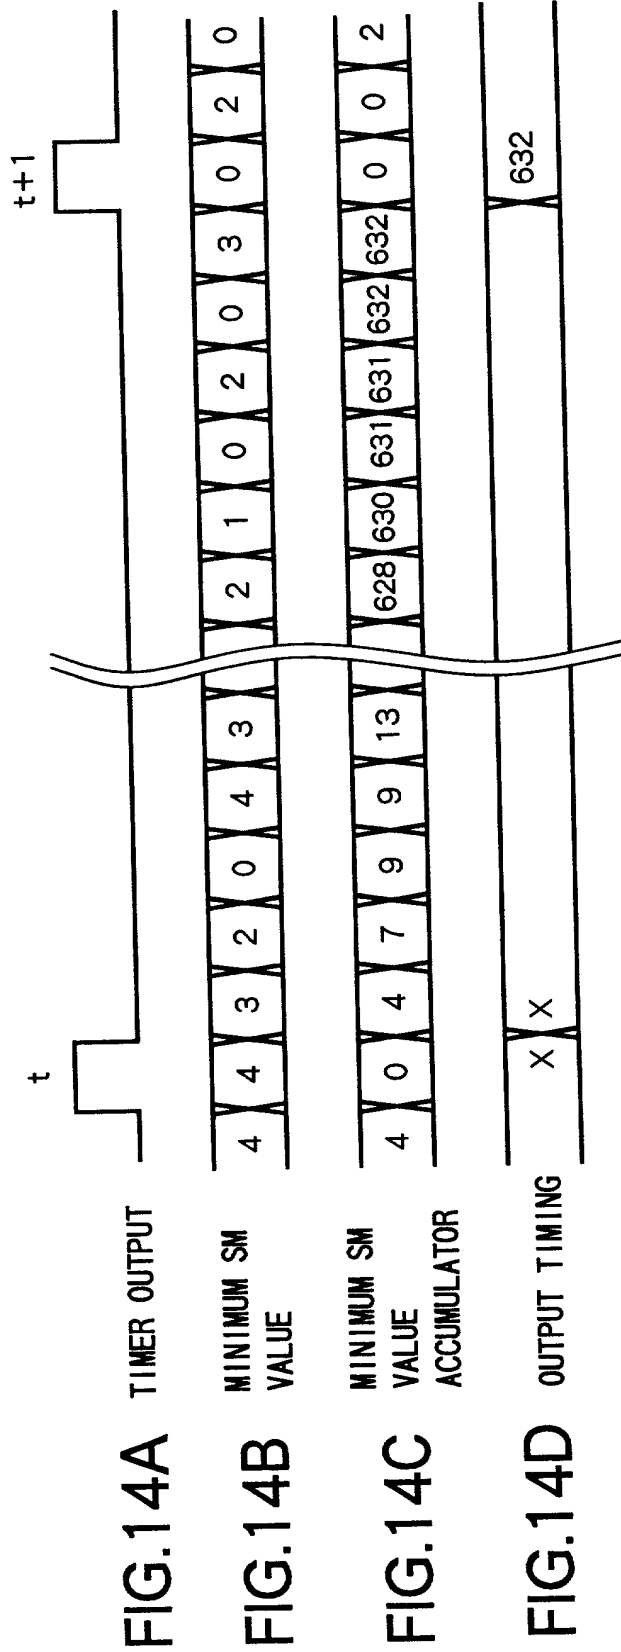 t t+1
FIG.14A TIMER OUTPUT
FIG.14B MINIMUM SM
VALUE
4 4 3 2 0 4 3 2 1 0 2 0 3 0 2 0
FIG.14C MINIMUM SM
VALUE
ACCUMULATOR
4 0 4 7 9 9 13 628 630 631 631 632 632 0 0 2
FIG.14D OUTPUT TIMING
X X 632